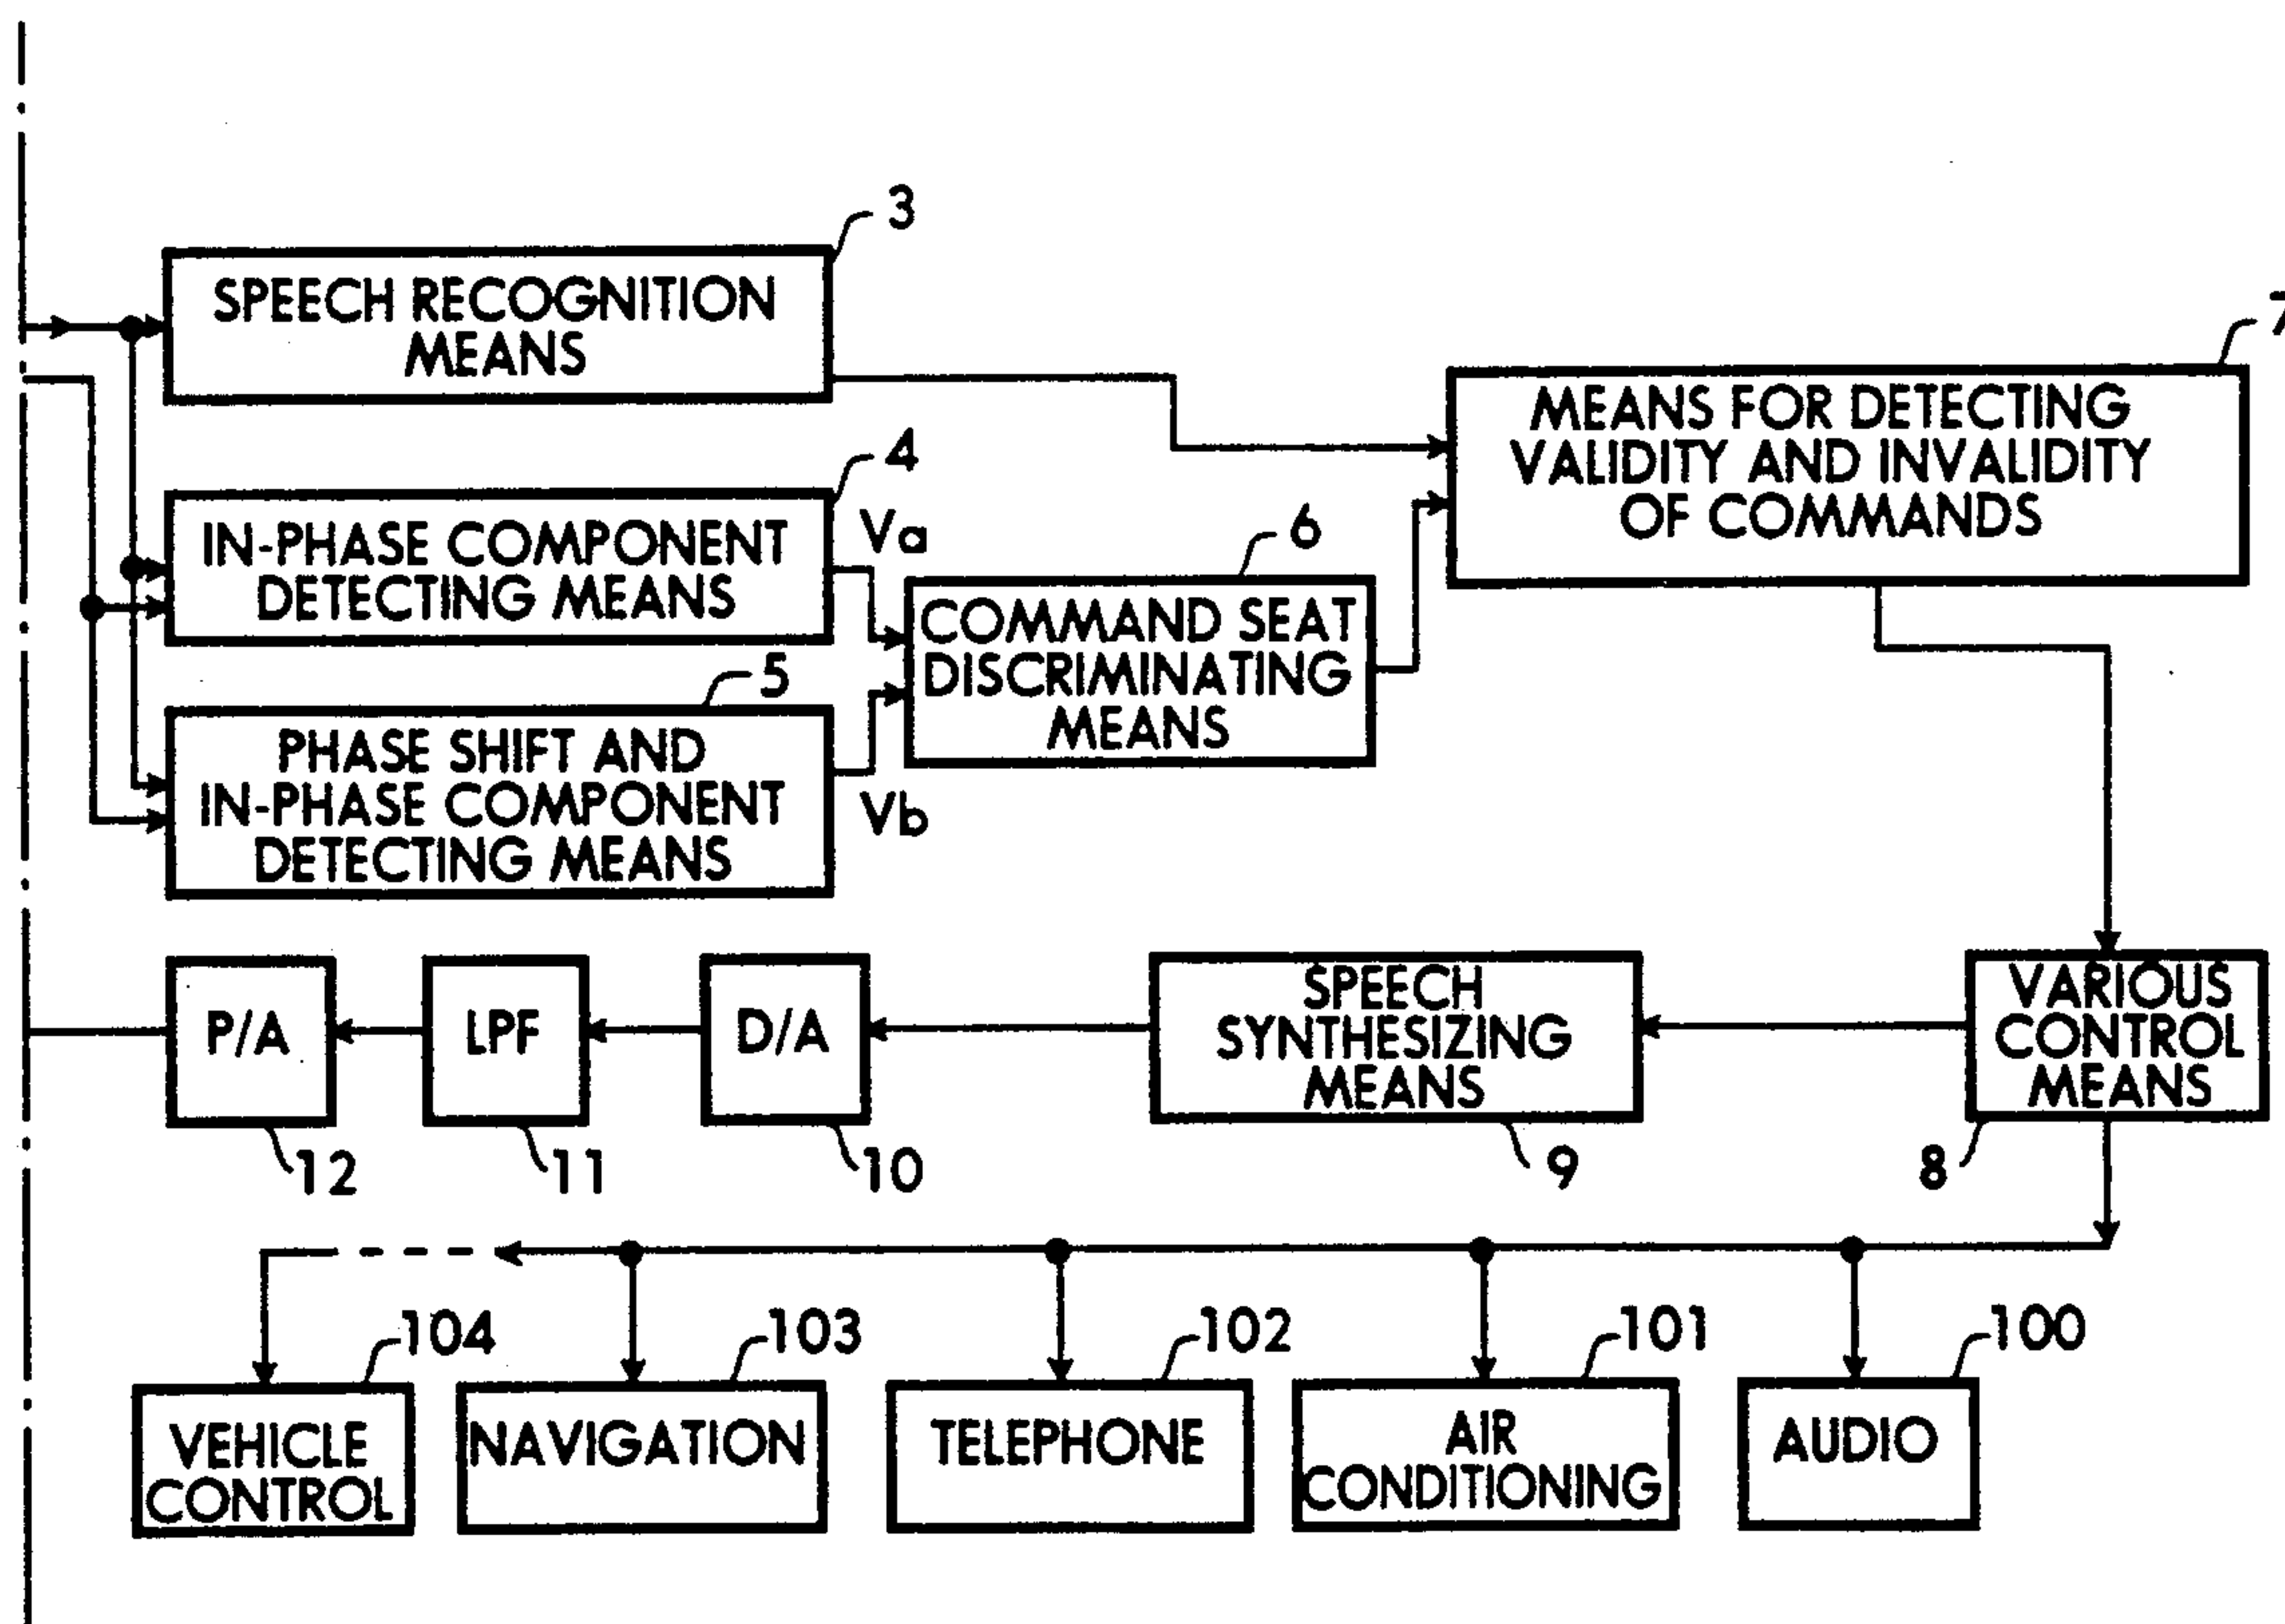 3
SPEECH RECOGNITION
MEANS
7
MEANS FOR DETECTING
VALIDITY AND INVALIDITY
OF COMMANDS
4
IN-PHASE COMPONENT
DETECTING MEANS
Va
6
COMMAND SEAT
DISCRIMINATING
MEANS
5
PHASE SHIFT AND
IN-PHASE COMPONENT
DETECTING MEANS
Vb
P/A
LPF
D/A
SPEECH
SYNTHESIZING
MEANS
VARIOUS
CONTROL
MEANS
12
11
10
9
8
104
103
102
101
100
VEHICLE
CONTROL
NAVIGATION
TELEPHONE
AIR
CONDITIONING
AUDIO